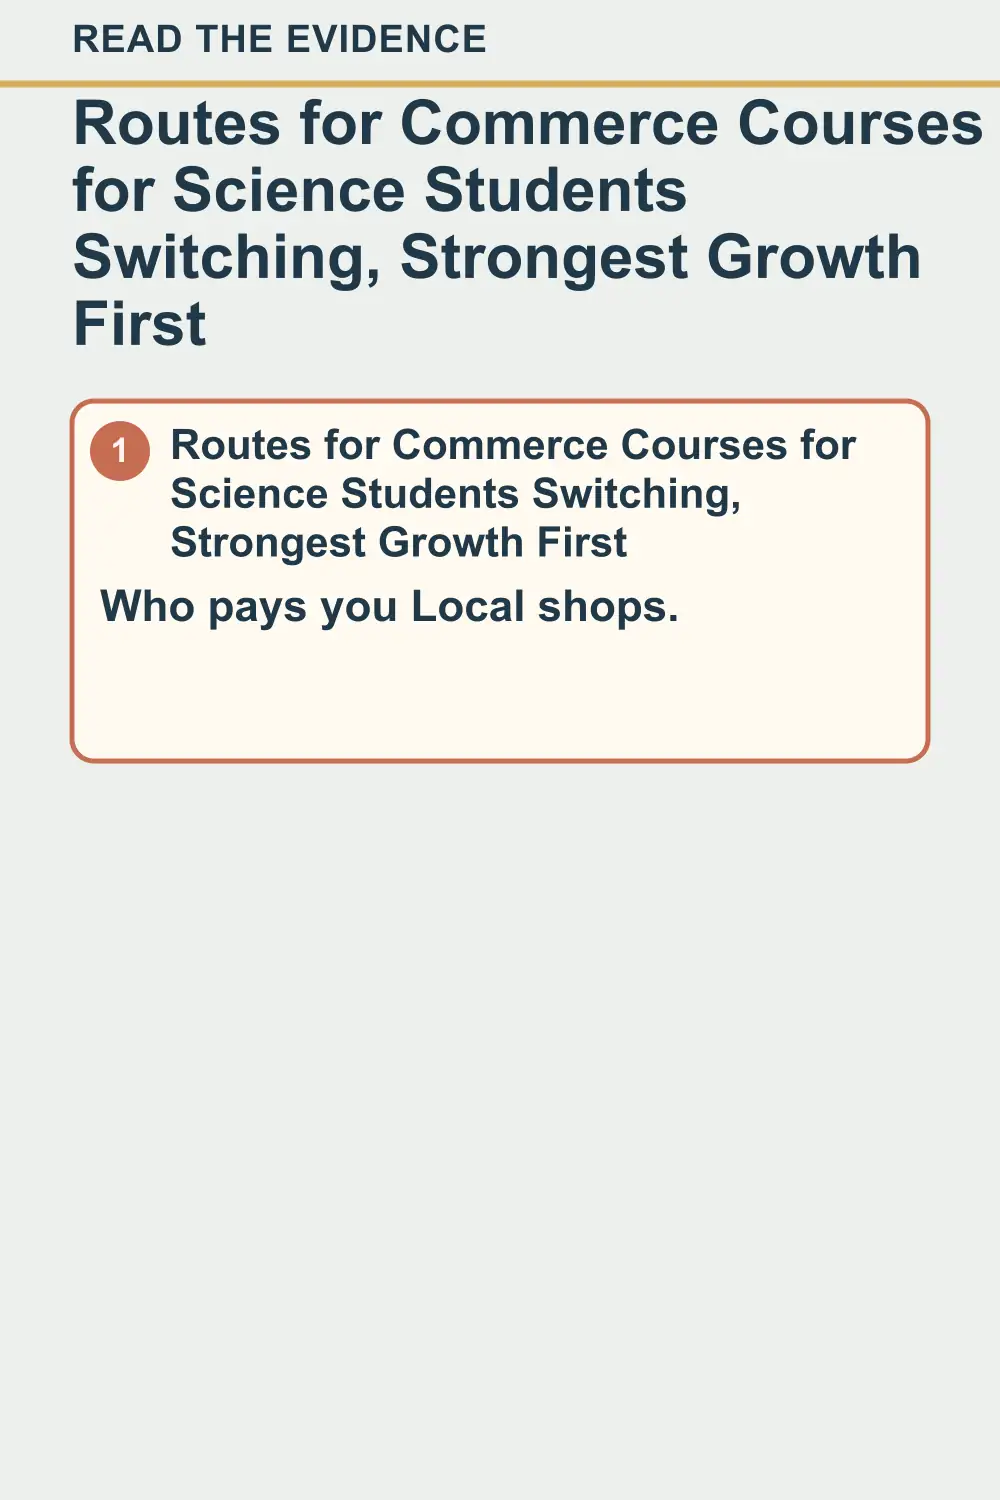 READ THE EVIDENCE
Routes for Commerce Courses
for Science Students
Switching, Strongest Growth
First
1
Routes for Commerce Courses for
Science Students Switching,
Strongest Growth First
Who pays you Local shops.